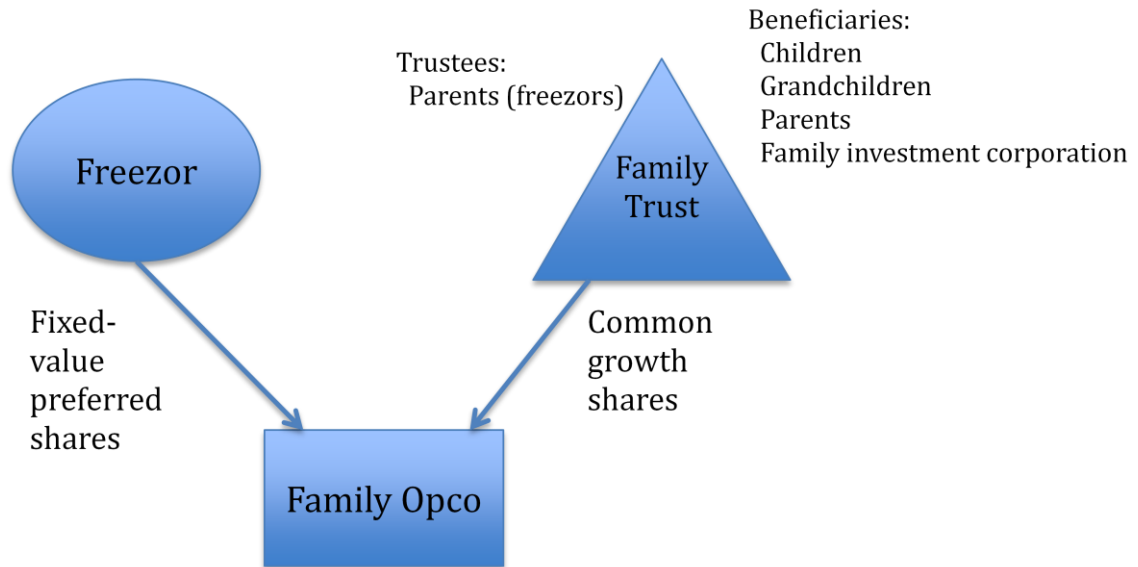 Beneficiaries:
Children
Grandchildren
Parents
Family investment corporation
Trustees:
Parents (freezors)
Freezor
Family
Trust
Fixed-
value
preferred
shares
Common
growth
shares
Family Opco